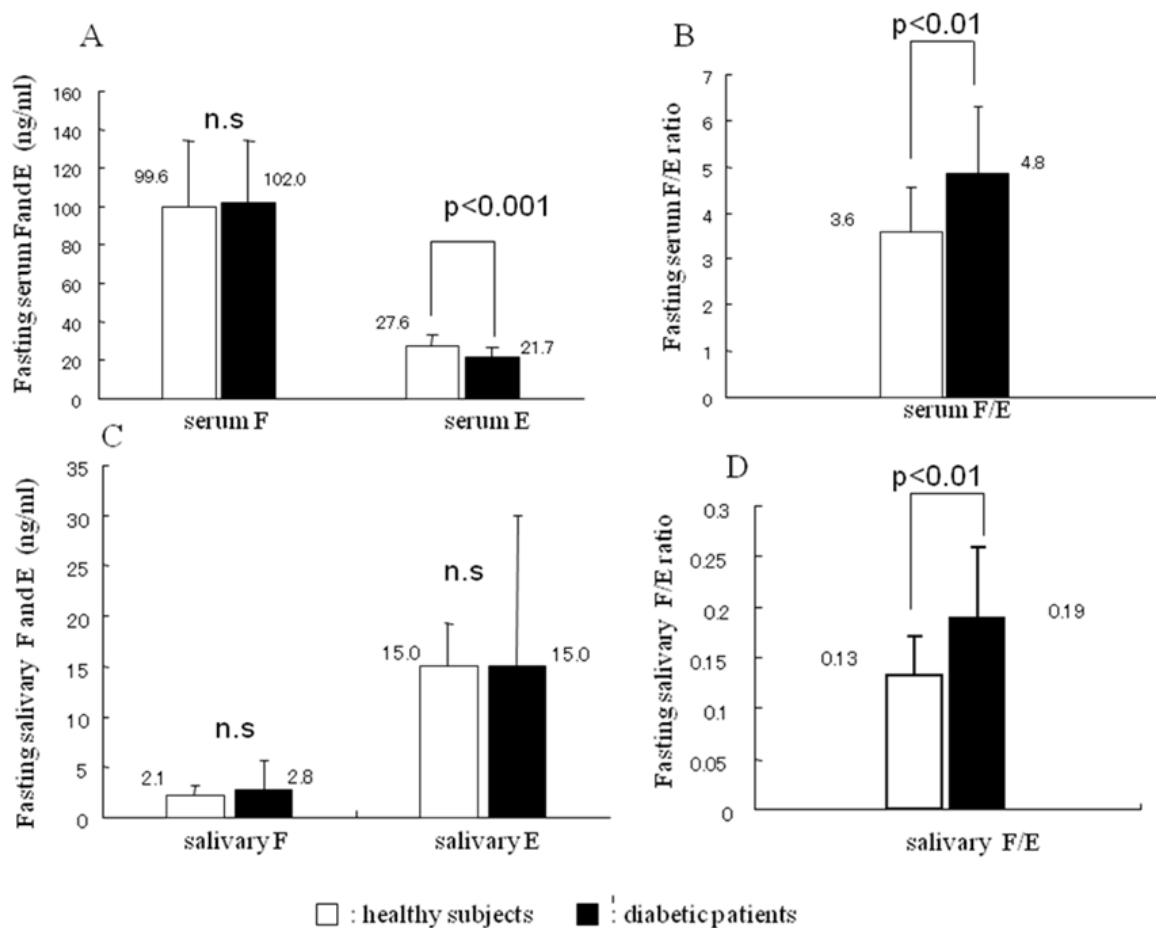 A
Fasting serum F and E (ng/ml)
160
140
120
100
80
60
40
20
0
n.s
99.6
102.0
p<0.001
27.6
21.7
serum F
serum E
B
p<0.01
Fasting serum F/E ratio
7
6
5
4
3
2
1
0
3.6
4.8
serum F/E
C
Fasting salivary F and E (ng/ml)
35
30
25
20
15
10
5
0
n.s
2.1
2.8
n.s
15.0
15.0
salivary F
salivary E
D
p<0.01
Fasting salivary F/E ratio
0.3
0.25
0.2
0.15
0.1
0.05
0
0.13
0.19
salivary F/E
: healthy subjects
: diabetic patients